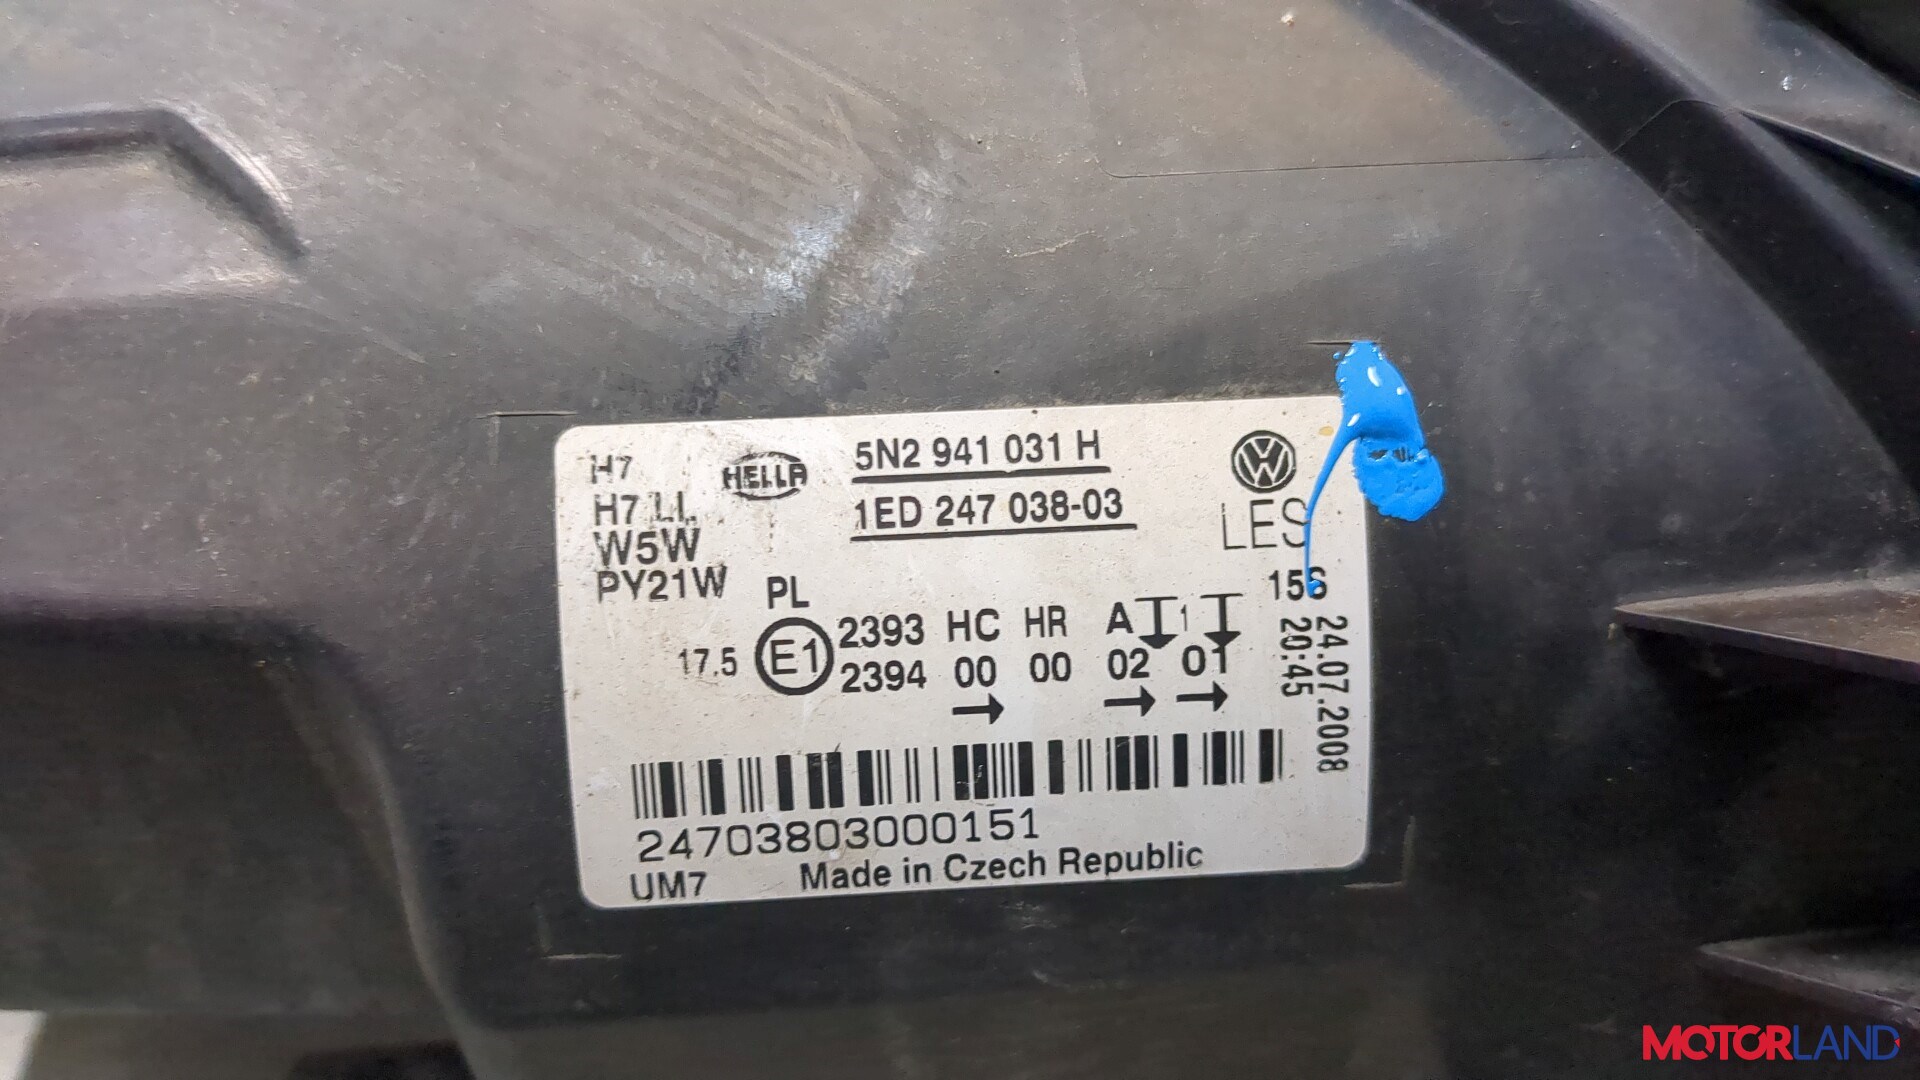 H7
H7 LL
W5W
PY21W
HELLA
5N2 941 031 H
1ED 247 038-03
LES
PL
17.5
E1
2393
2394
HC
00
→
HR
00
A
02
→
1
01
→
24.07.2008
20:45
24703803000151
UM7
Made in Czech Republic
MOTORLAND